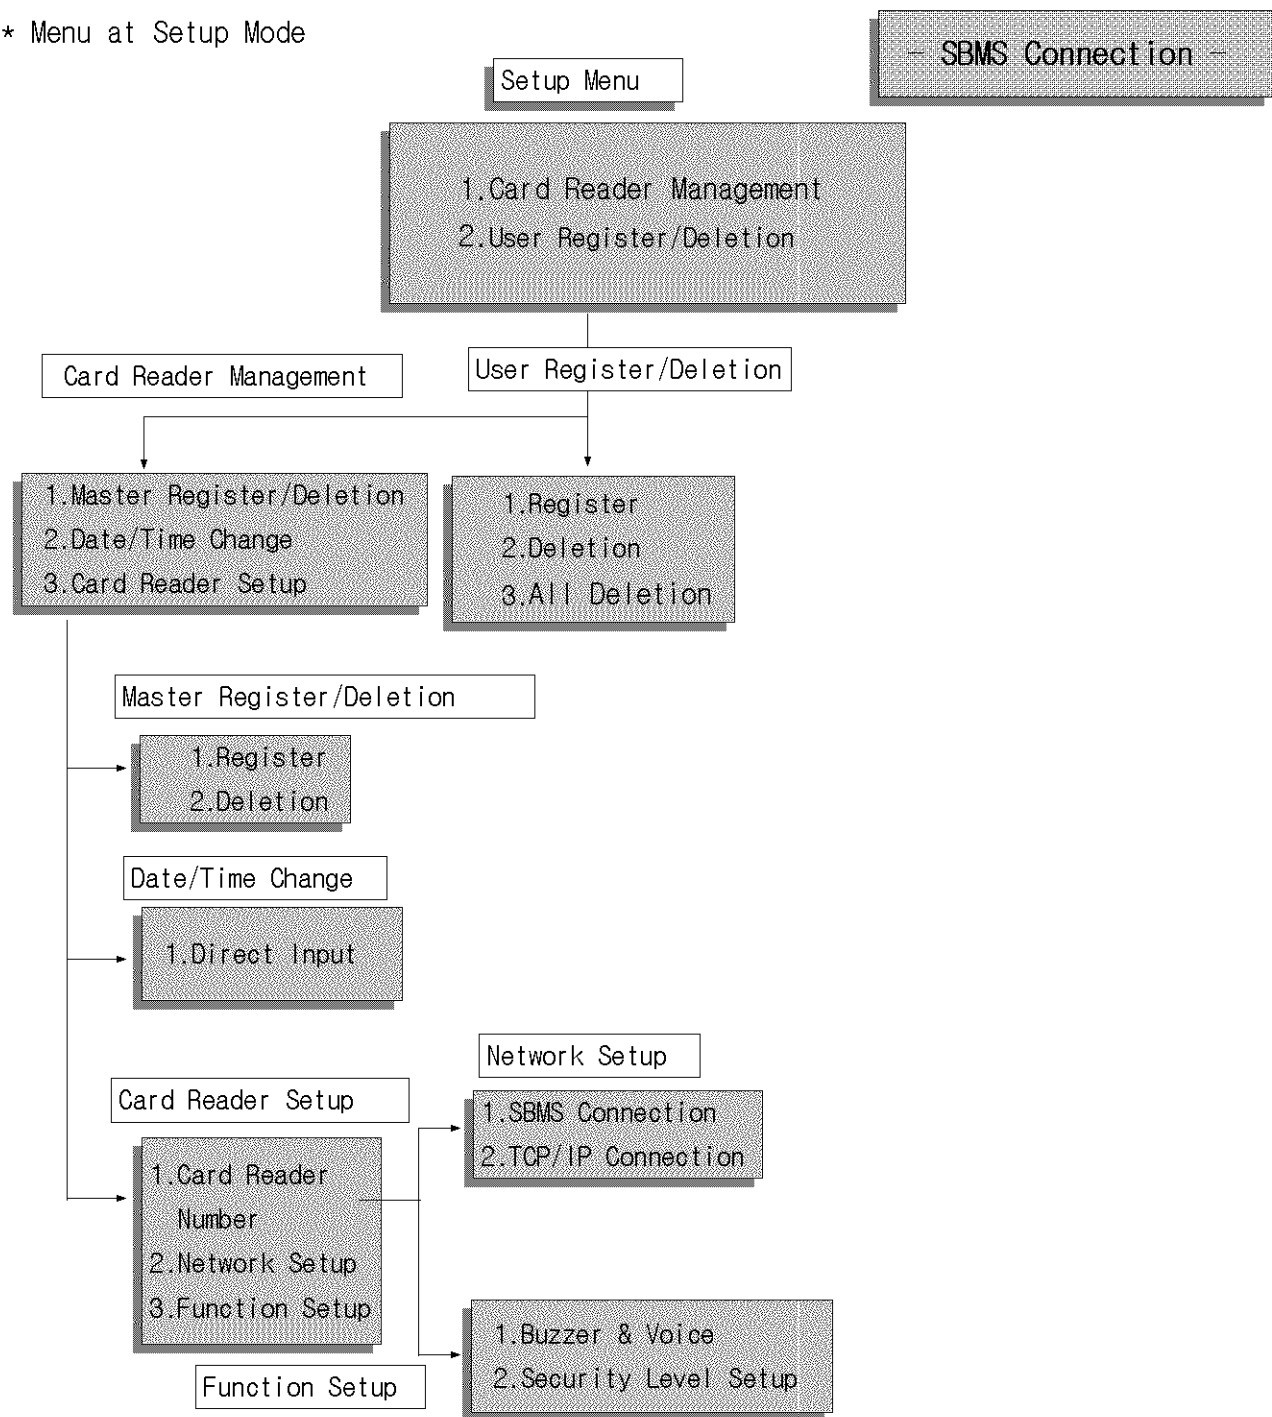 * Menu at Setup Mode
- SBMS Connection -
Setup Menu
1.Card Reader Management
2.User Register/Deletion
Card Reader Management
User Register/Deletion
1.Master Register/Deletion
2.Date/Time Change
3.Card Reader Setup
1.Register
2.Deletion
3.All Deletion
Master Register/Deletion
1.Register
2.Deletion
Date/Time Change
1.Direct Input
Network Setup
1.SBMS Connection
2.TCP/IP Connection
Card Reader Setup
1.Card Reader
Number
2.Network Setup
3.Function Setup
Function Setup
1.Buzzer & Voice
2.Security Level Setup